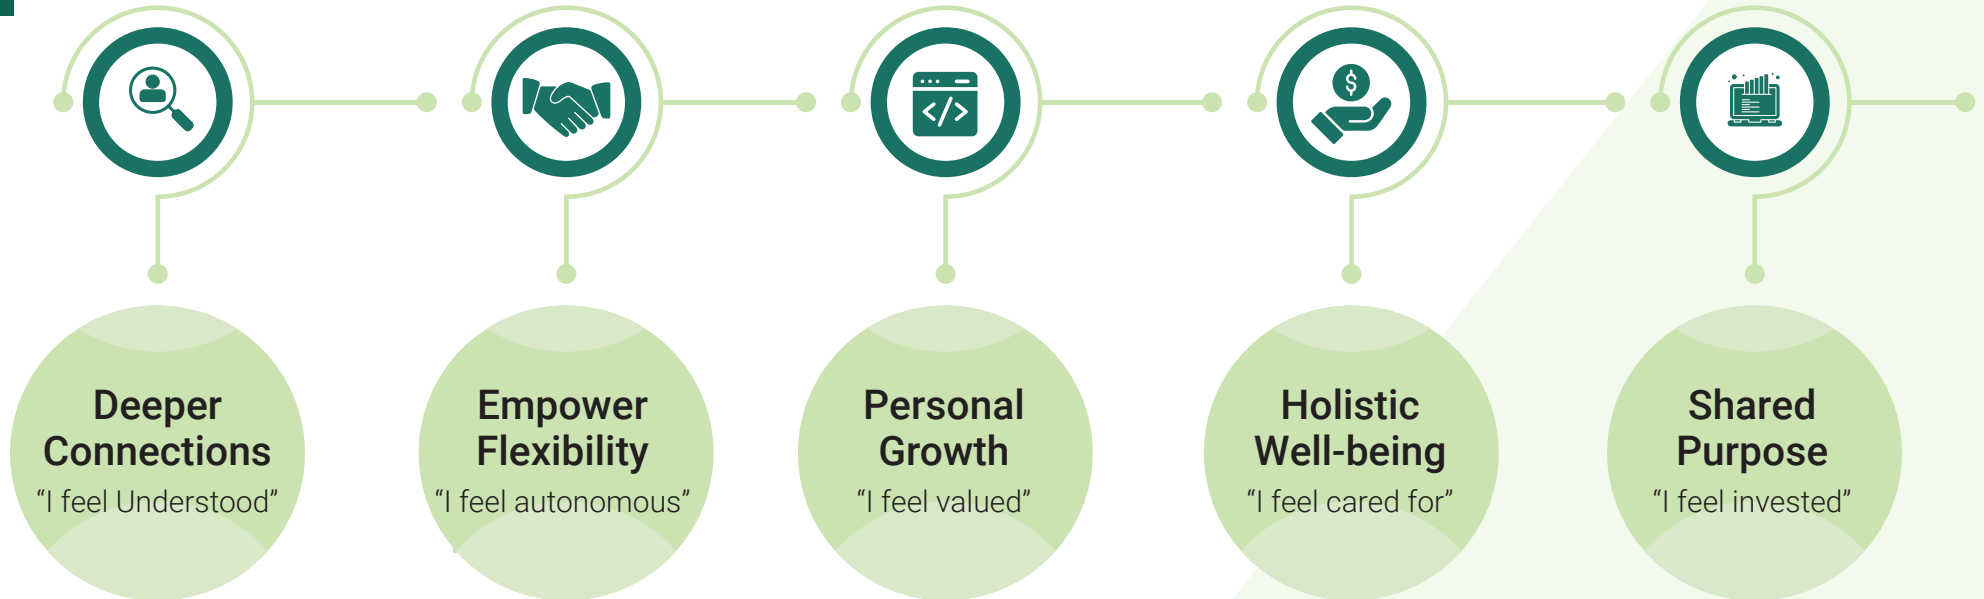 Deeper
Connections
“I feel Understood”
Empower
Flexibility
“I feel autonomous”
Personal
Growth
“I feel valued”
Holistic
Well-being
“I feel cared for”
Shared
Purpose
“I feel invested”